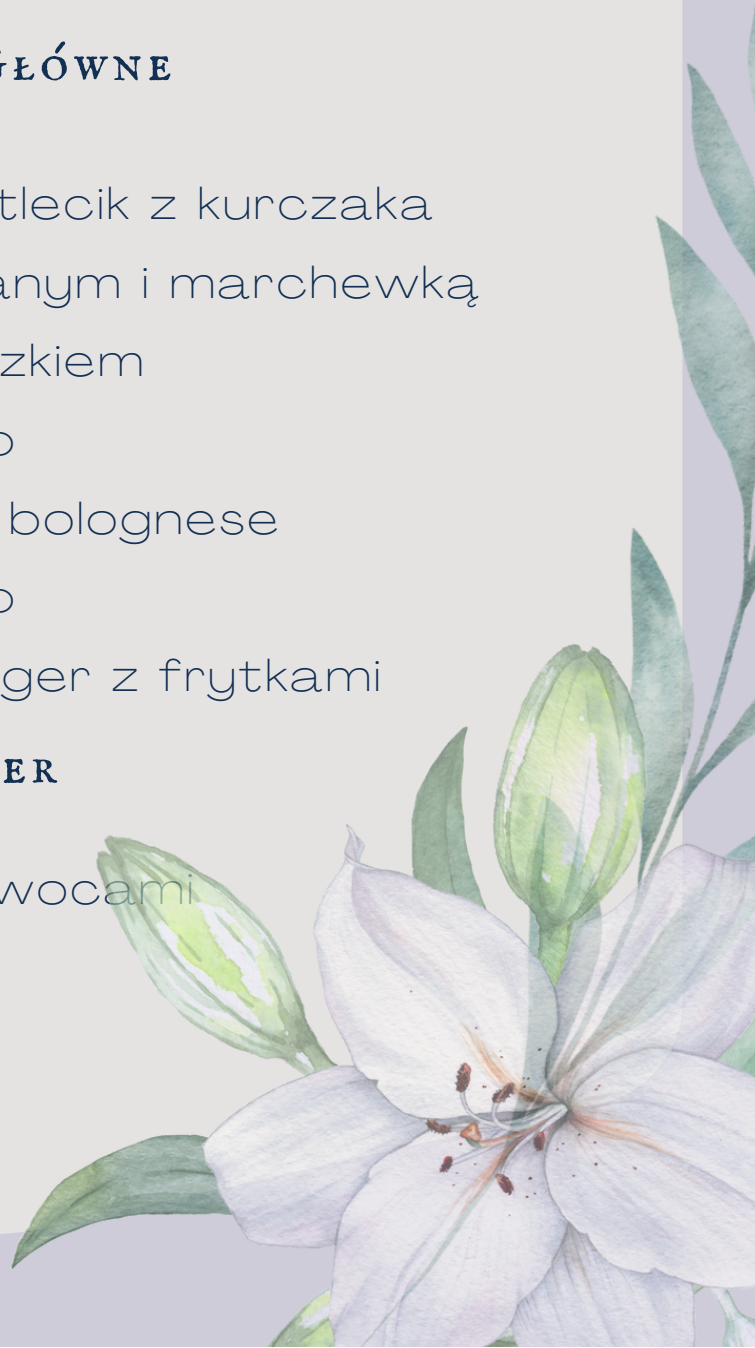 GŁÓWNE
tlecik z kurczaka
anym i marchewką
zkiem
o
bolognese
o
ger z frytkami
ER
wocami